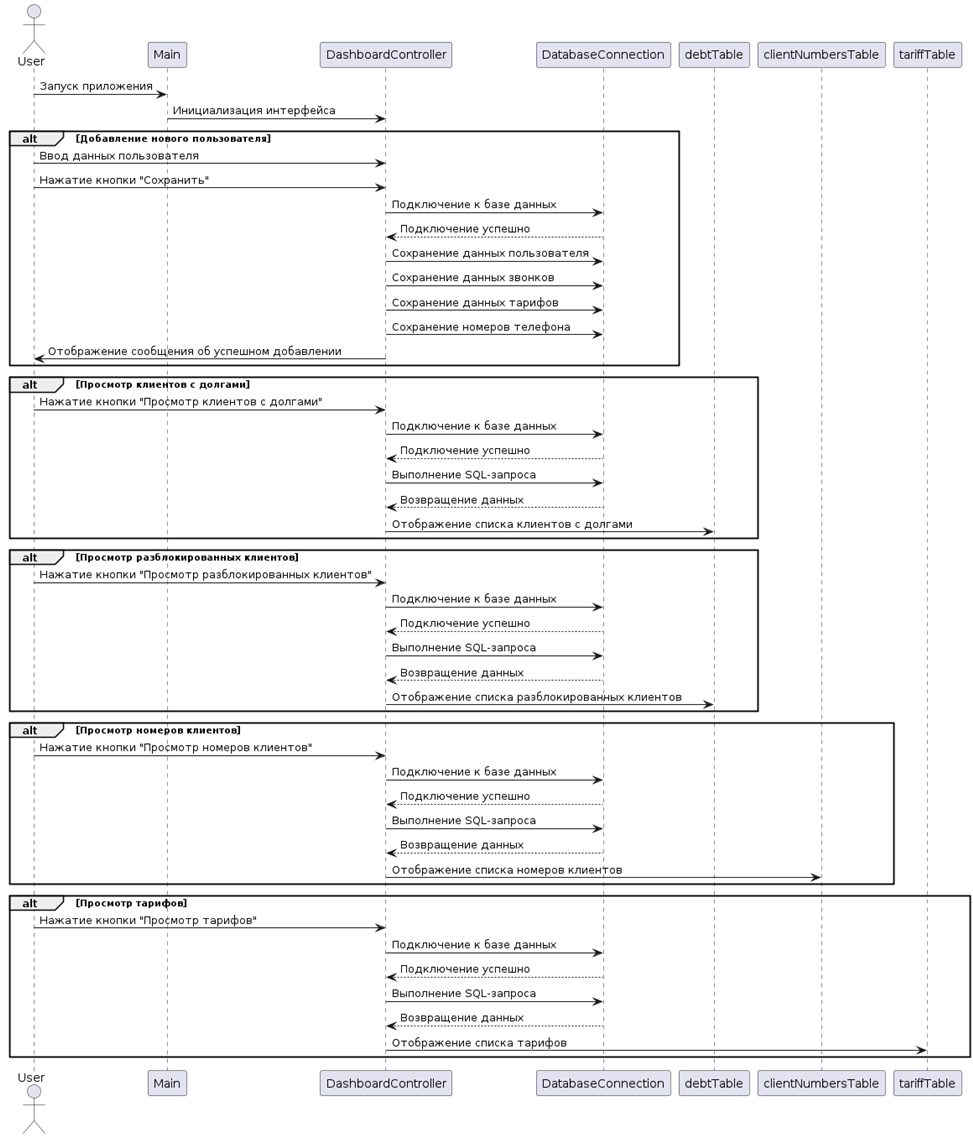 User
Main
DashboardController
DatabaseConnection
debtTable
clientNumbersTable
tariffTable
Запуск приложения
Инициализация интерфейса
alt [Добавление нового пользователя]
Ввод данных пользователя
Нажатие кнопки "Сохранить"
Подключение к базе данных
Подключение успешно
Сохранение данных пользователя
Сохранение данных звонков
Сохранение данных тарифов
Сохранение номеров телефона
Отображение сообщения об успешном добавлении
alt [Просмотр клиентов с долгами]
Нажатие кнопки "Просмотр клиентов с долгами"
Подключение к базе данных
Подключение успешно
Выполнение SQL-запроса
Возвращение данных
Отображение списка клиентов с долгами
alt [Просмотр разблокированных клиентов]
Нажатие кнопки "Просмотр разблокированных клиентов"
Подключение к базе данных
Подключение успешно
Выполнение SQL-запроса
Возвращение данных
Отображение списка разблокированных клиентов
alt [Просмотр номеров клиентов]
Нажатие кнопки "Просмотр номеров клиентов"
Подключение к базе данных
Подключение успешно
Выполнение SQL-запроса
Возвращение данных
Отображение списка номеров клиентов
alt [Просмотр тарифов]
Нажатие кнопки "Просмотр тарифов"
Подключение к базе данных
Подключение успешно
Выполнение SQL-запроса
Возвращение данных
Отображение списка тарифов
User
Main
DashboardController
DatabaseConnection
debtTable
clientNumbersTable
tariffTable